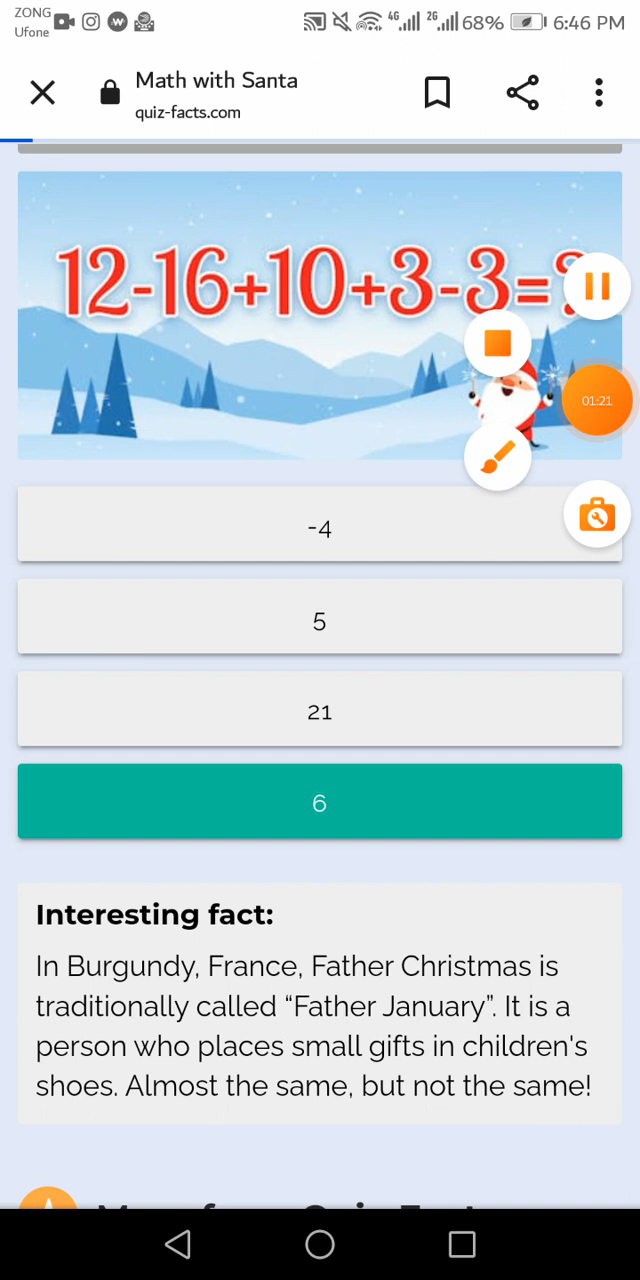 ZONG
Ufone
4G 2G 68% 6:46 PM
Math with Santa
quiz-facts.com
12-16+10+3-3=?
01:21
-4
5
21
6
Interesting fact:
In Burgundy, France, Father Christmas is
traditionally called “Father January”. It is a
person who places small gifts in children's
shoes. Almost the same, but not the same!